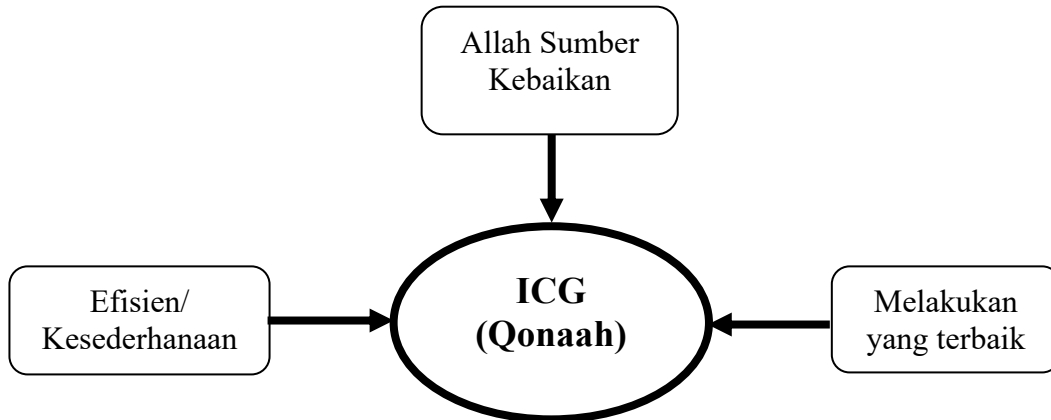 Allah Sumber
Kebaikan
Efisien/
Kesederhanaan
ICG
(Qonaah)
Melakukan
yang terbaik